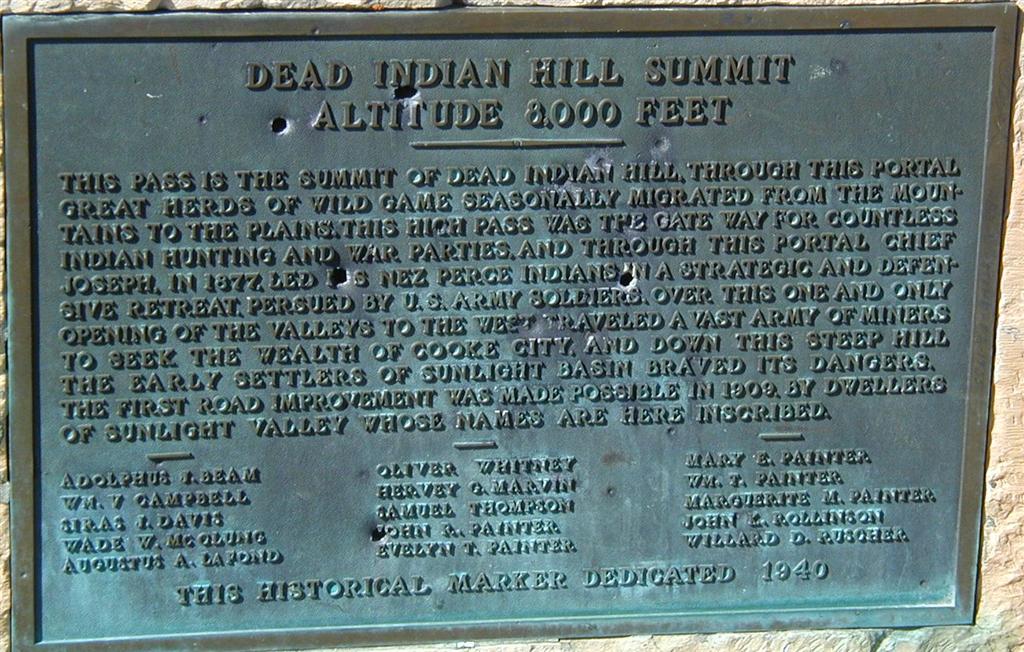 DEAD INDIAN HILL SUMMIT
ALTITUDE 8,000 FEET
THIS PASS IS THE SUMMIT OF DEAD INDIAN HILL, THROUGH THIS PORTAL
GREAT HERDS OF WILD GAME SEASONALLY MIGRATED FROM THE MOUN-
TAINS TO THE PLAINS. THIS HIGH PASS WAS THE GATE WAY FOR COUNTLESS
INDIAN HUNTING AND WAR PARTIES, AND THROUGH THIS PORTAL CHIEF
JOSEPH, IN 1877, LED HIS NEZ PERCE INDIANS IN A STRATEGIC AND DEFEN-
SIVE RETREAT, PERSUED BY U.S. ARMY SOLDIERS. OVER THIS ONE AND ONLY
OPENING OF THE VALLEYS TO THE WEST TRAVELED A VAST ARMY OF MINERS
TO SEEK THE WEALTH OF COOKE CITY, AND DOWN THIS STEEP HILL
THE EARLY SETTLERS OF SUNLIGHT BASIN BRAVED ITS DANGERS.
THE FIRST ROAD IMPROVEMENT WAS MADE POSSIBLE IN 1909, BY DWELLERS
OF SUNLIGHT VALLEY WHOSE NAMES ARE HERE INSCRIBED.
ADOLPHUS J. BEAM
WM. V CAMPBELL
SIRAS J. DAVIS
WADE W. MC CLUNG
AUGUSTUS A. LAFOND
OLIVER WHITNEY
HERVEY G. MARVIN
SAMUEL THOMPSON
JOHN R. PAINTER
EVELYN T. PAINTER
MARY E. PAINTER
WM. T. PAINTER
MARGUERITE M. PAINTER
JOHN K. ROLLINSON
WILLARD D. RUSCHER
THIS HISTORICAL MARKER DEDICATED 1940